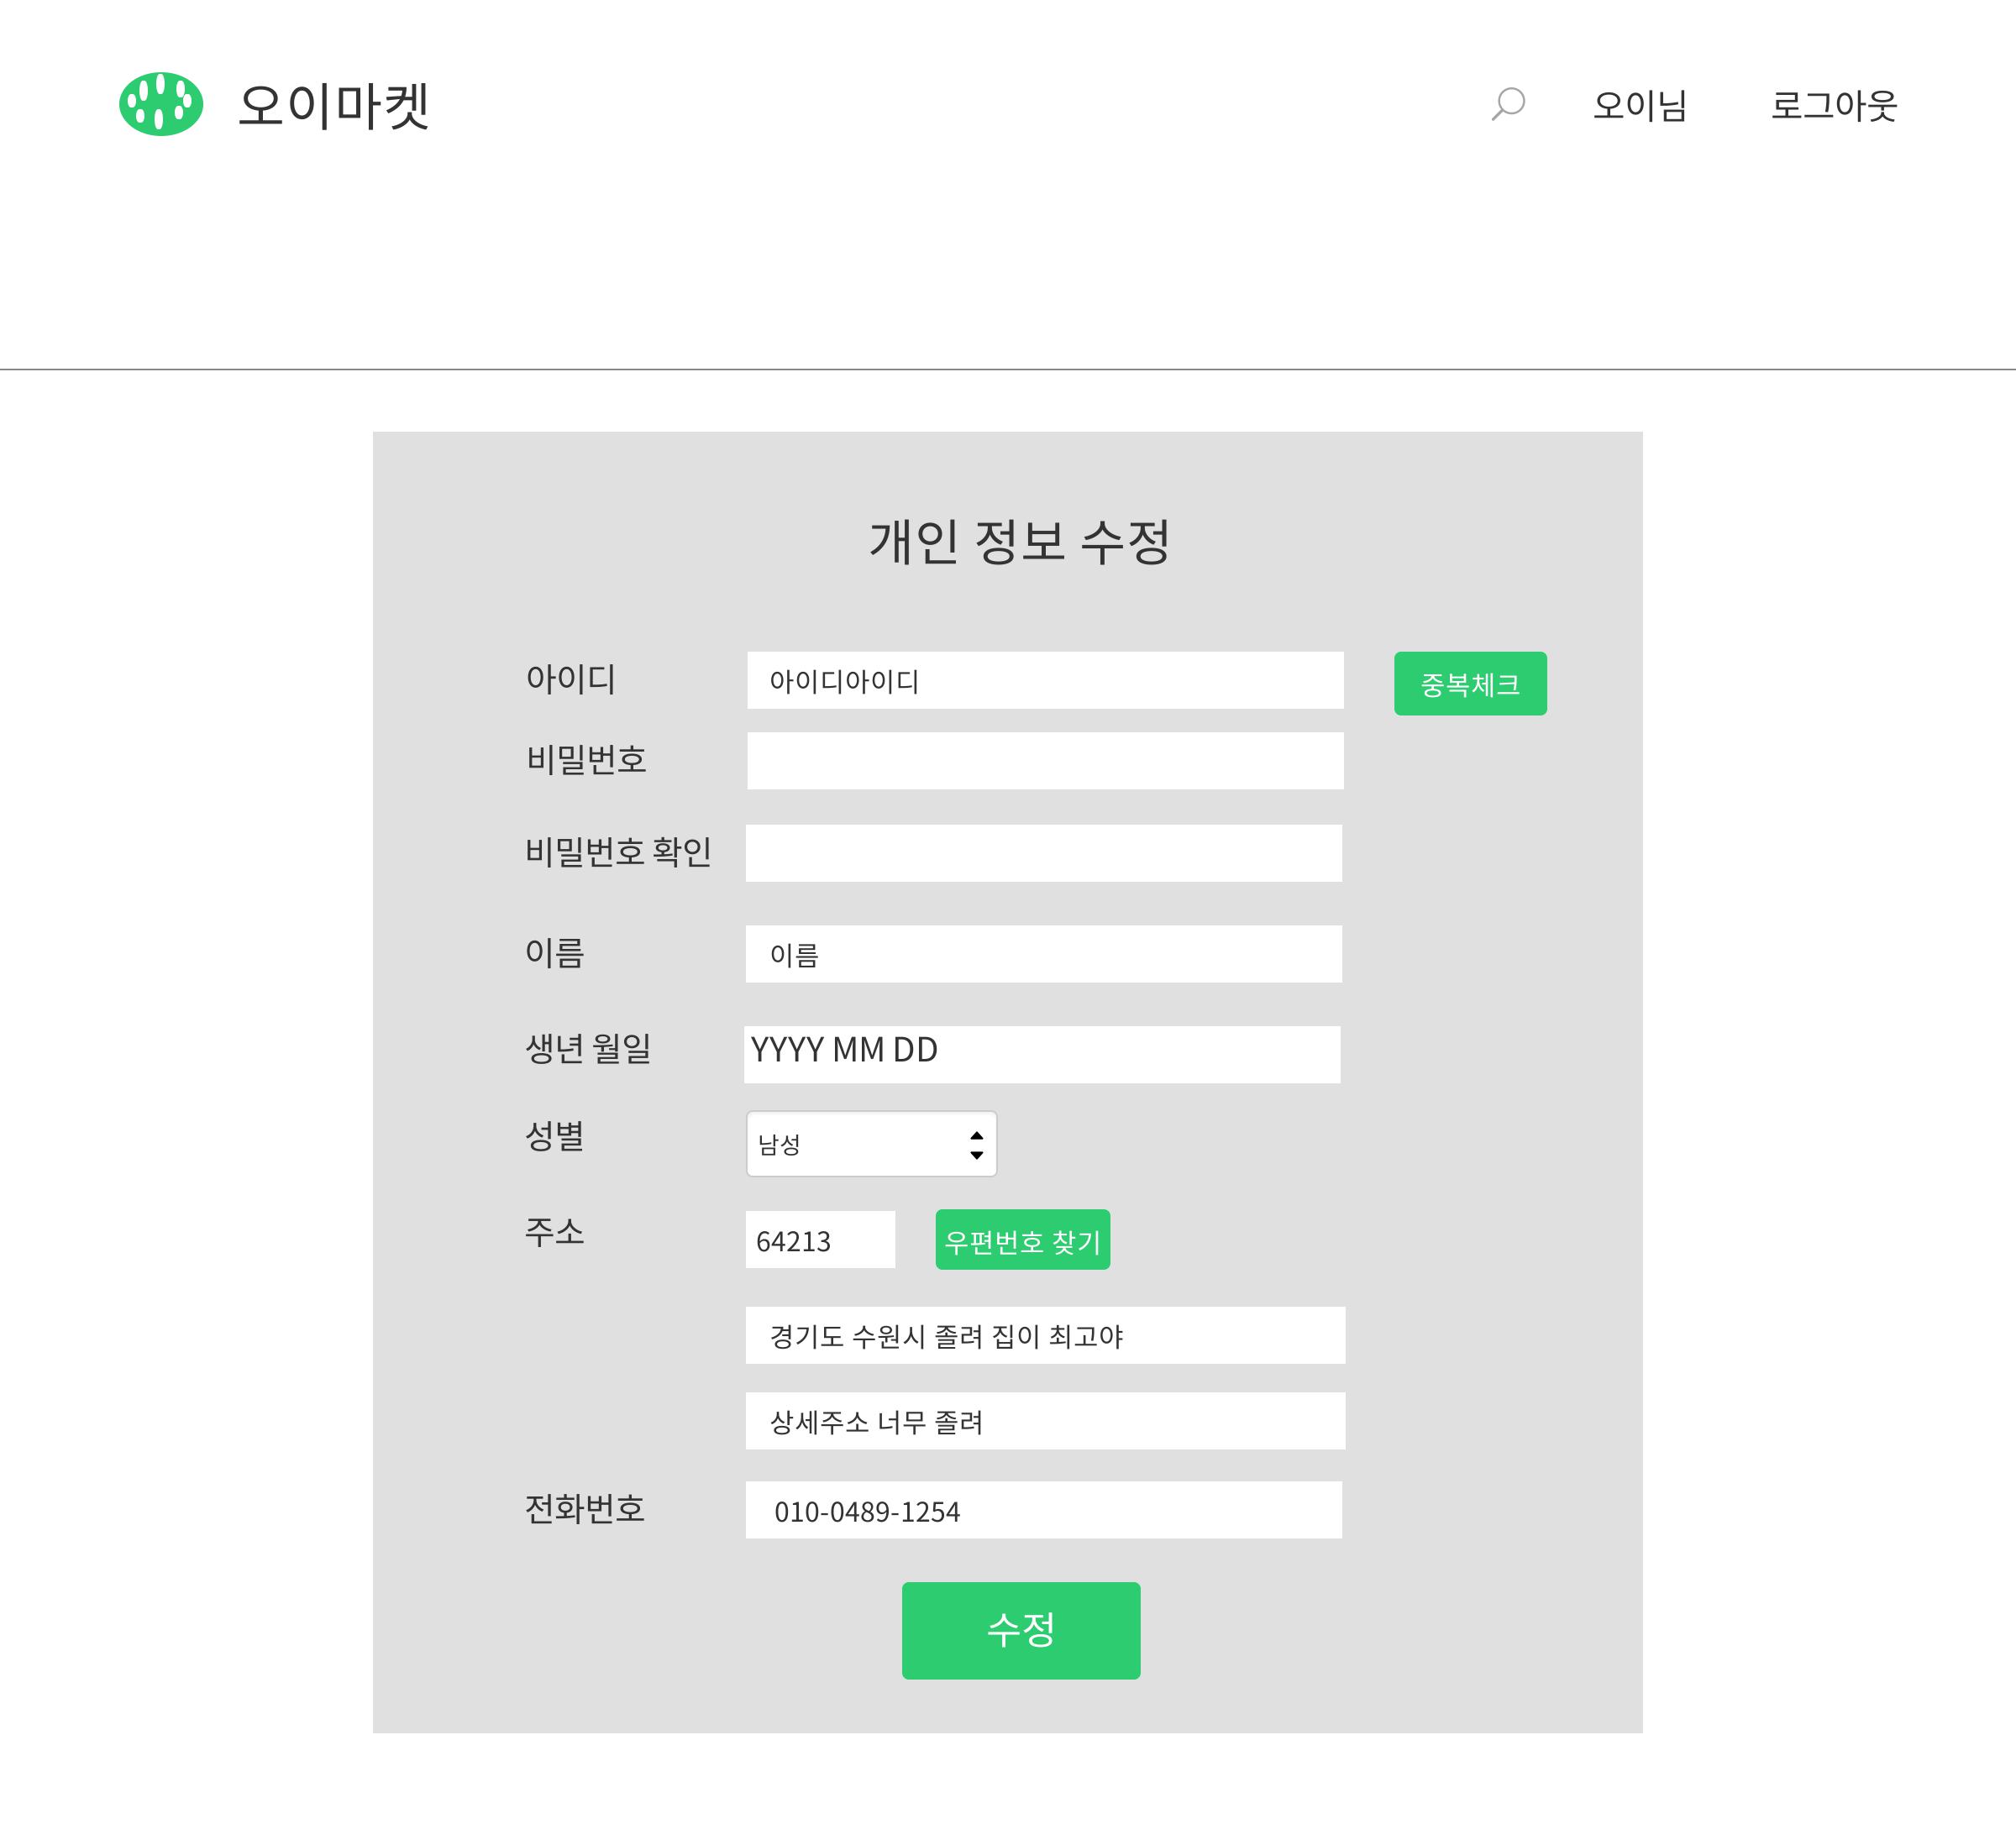 오이마켓
오이님
로그아웃
개인 정보 수정
아이디
아이디아이디
중복체크
비밀번호
비밀번호 확인
이름
이름
생년 월일
YYYY MM DD
성별
남성
주소
64213
우편번호 찾기
경기도 수원시 졸려 집이 최고야
상세주소 너무 졸려
전화번호
010-0489-1254
수정